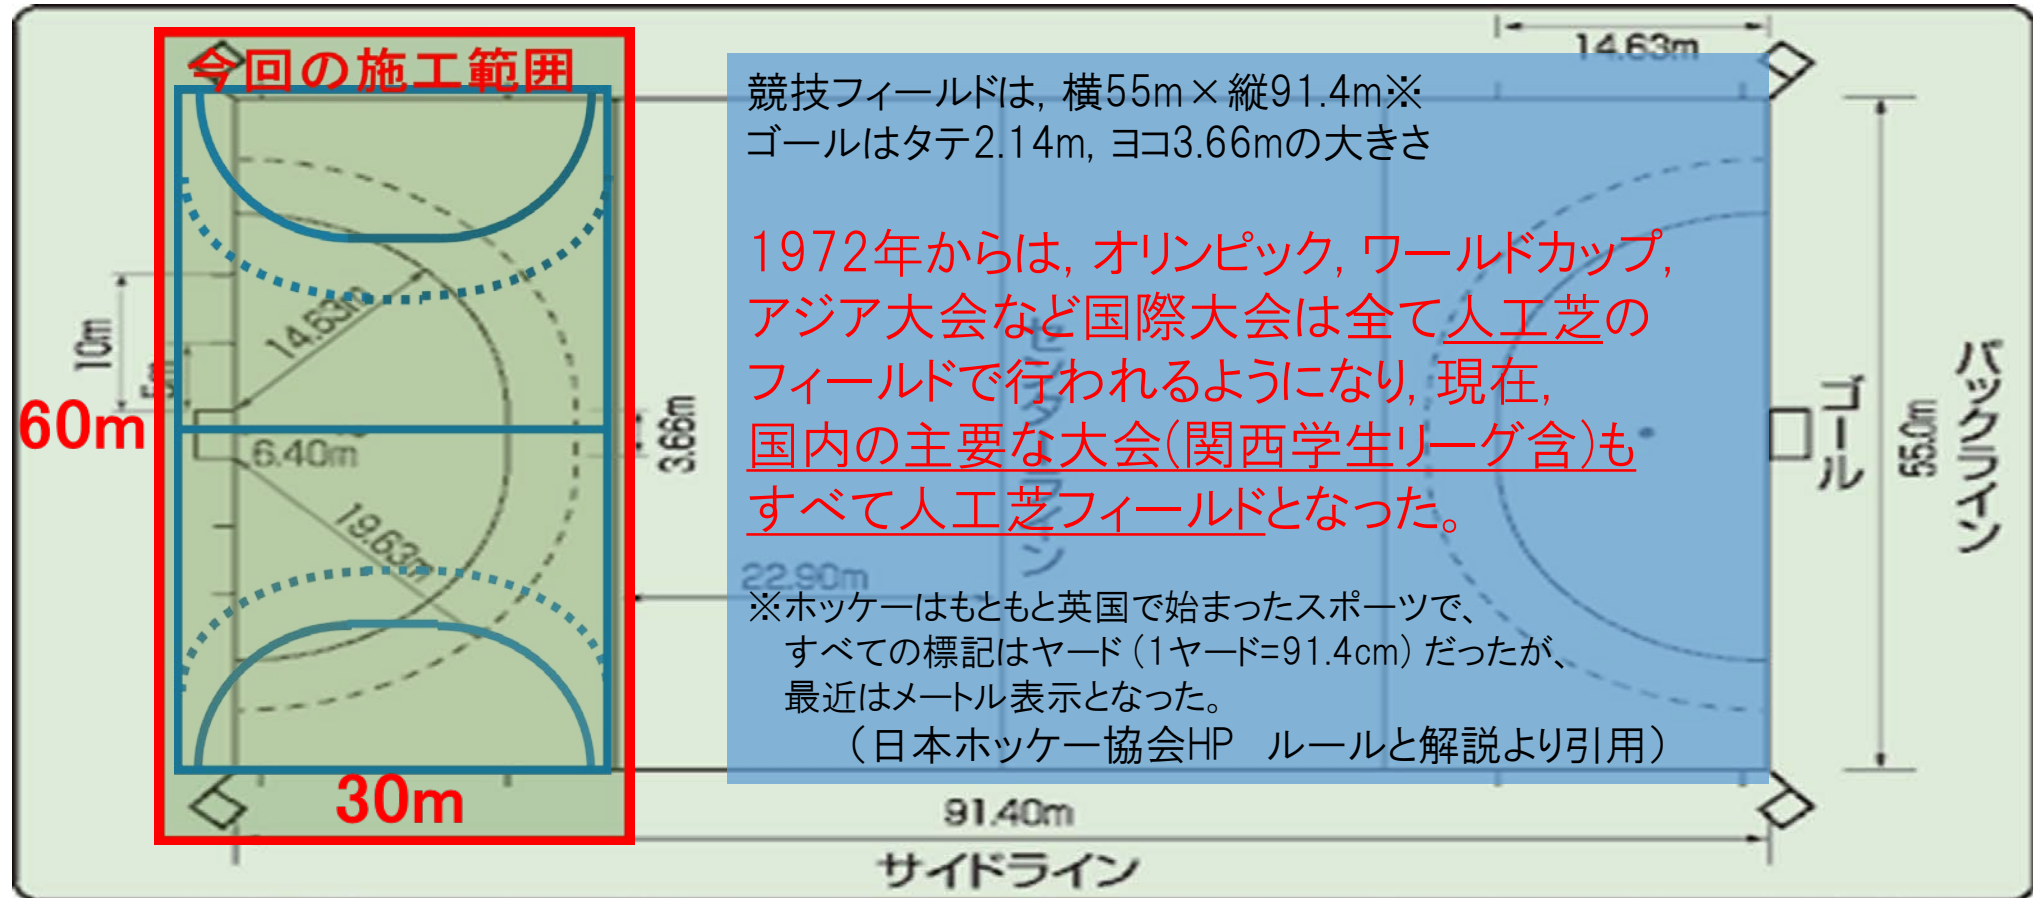 今回の施工範囲
14.63m
競技フィールドは, 横55m×縦91.4m※
ゴールはタテ2.14m, ヨコ3.66mの大きさ
1972年からは, オリンピック, ワールドカップ,
アジア大会など国際大会は全て人工芝の
フィールドで行われるようになり, 現在,
国内の主要な大会(関西学生リーグ含)も
すべて人工芝フィールドとなった。
※ホッケーはもともと英国で始まったスポーツで、
すべての標記はヤード（1ヤード=91.4cm）だったが、
最近はメートル表示となった。
（日本ホッケー協会HP　ルールと解説より引用）
10m
5m
60m
14.63m
6.40m
19.63m
3.66m
30m
センターライン
22.90m
ゴール
55.0m
バックライン
91.40m
サイドライン